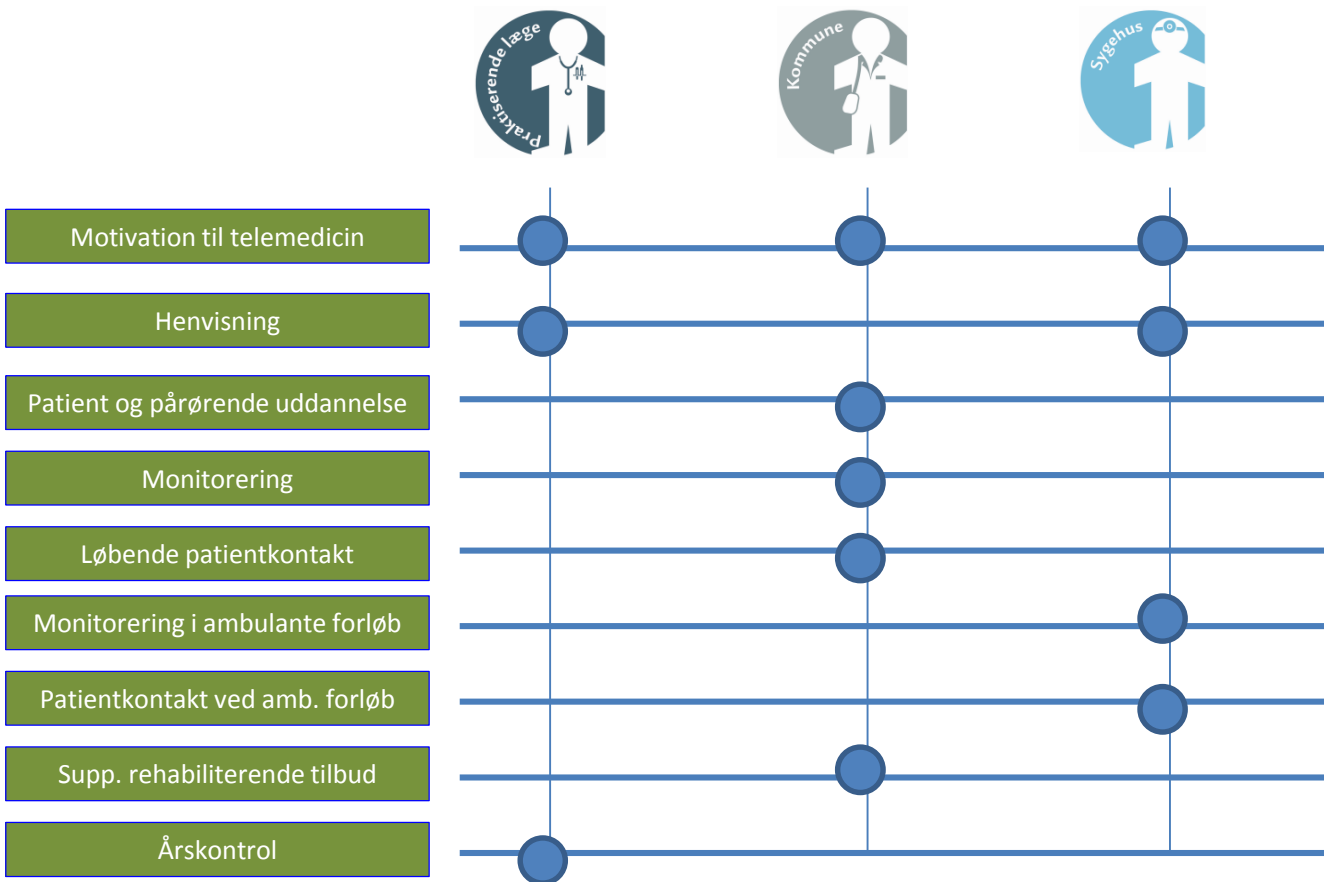 Praktiserende læge
Kommune
Sygehus
Motivation til telemedicin
Henvisning
Patient og pårørende uddannelse
Monitorering
Løbende patientkontakt
Monitorering i ambulante forløb
Patientkontakt ved amb. forløb
Supp. rehabiliterende tilbud
Årskontrol